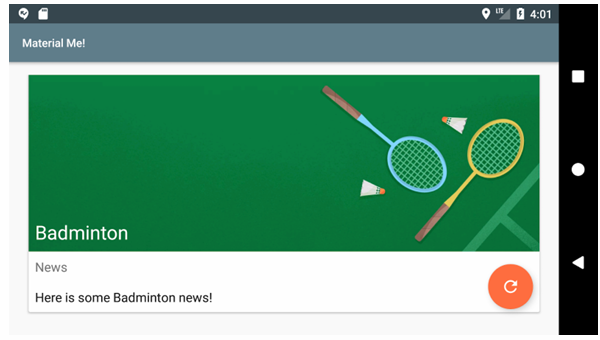 LTE 4:01
Material Me!
Badminton
News
Here is some Badminton news!